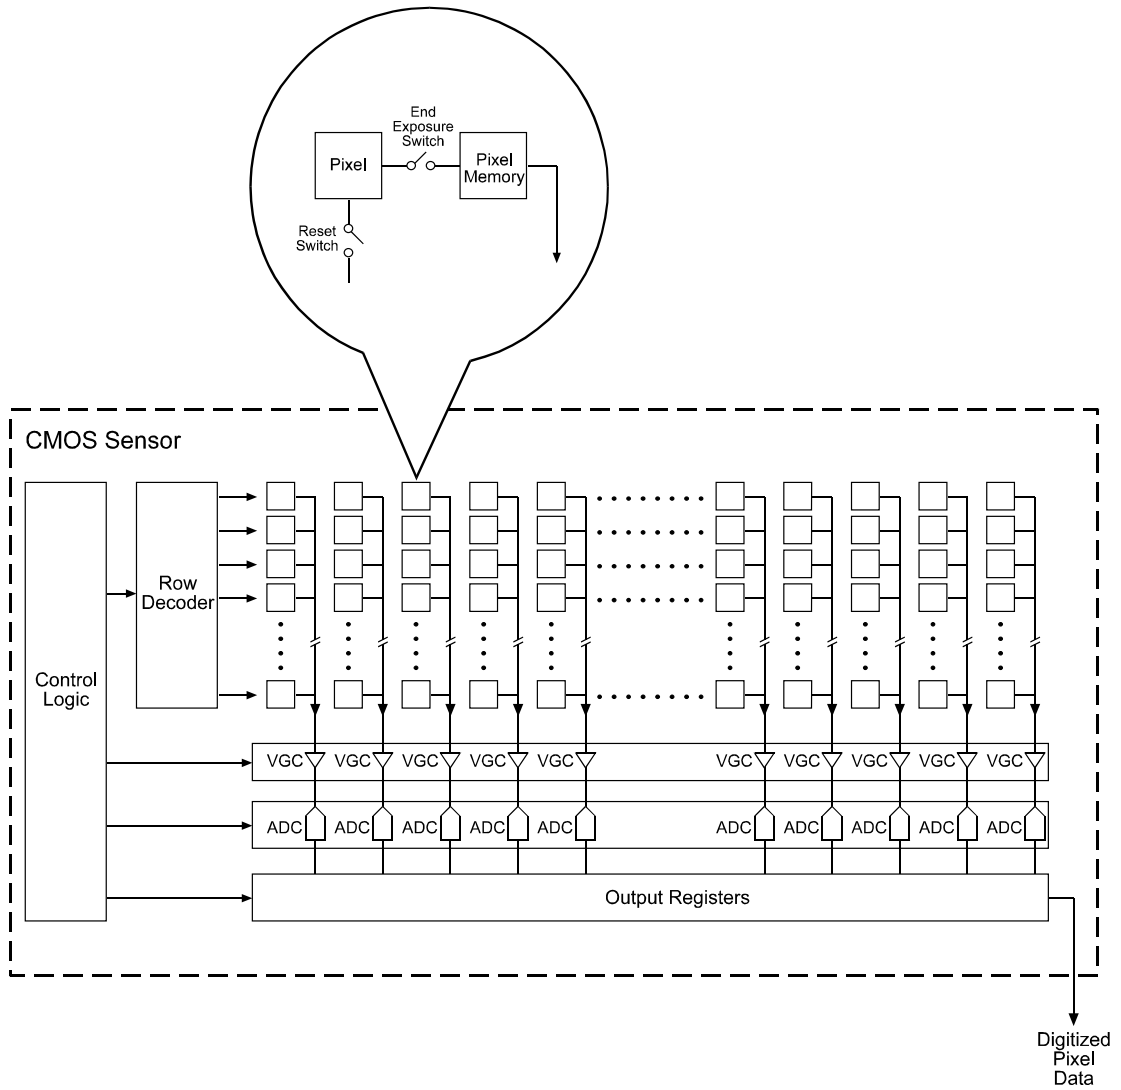 End
Exposure
Switch
Pixel
Pixel
Memory
Reset
Switch
CMOS Sensor
Row
Decoder
Control
Logic
VGC VGC VGC VGC VGC VGC VGC VGC VGC VGC
ADC ADC ADC ADC ADC ADC ADC ADC ADC ADC
Output Registers
Digitized
Pixel
Data